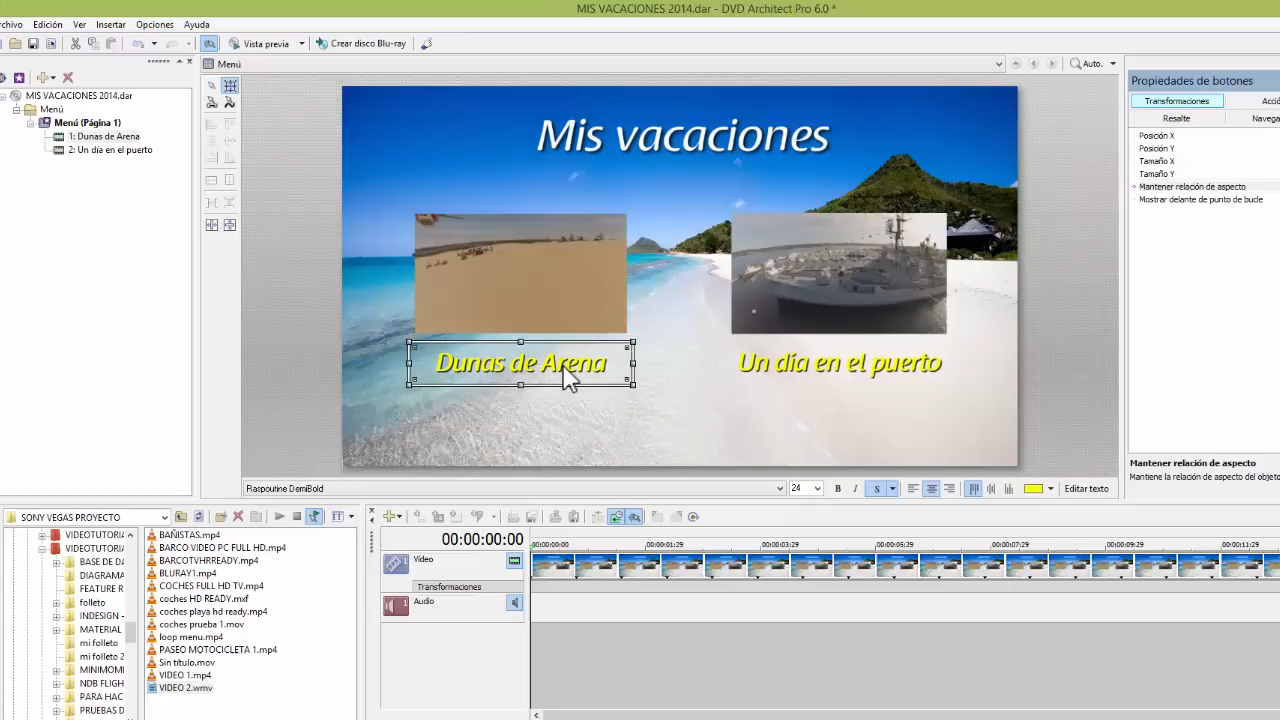 MIS VACACIONES 2014.dar - DVD Architect Pro 6.0 *
rchivo Edición Ver Insertar Opciones Ayuda
Vista previa
Crear disco Blu-ray
Menú
Auto.
MIS VACACIONES 2014.dar
Menú
Menú (Página 1)
1: Dunas de Arena
2: Un día en el puerto
Mis vacaciones
Dunas de Arena
Un día en el puerto
Propiedades de botones
Transformaciones
Acció
Resalte
Navega
Posición X
Posición Y
Tamaño X
Tamaño Y
Mantener relación de aspecto
Mostrar delante de punto de bucle
Mantener relación de aspecto
Mantiene la relación de aspecto del objeto
Raspoutine DemiBold
24
B I S
Editar texto
SONY VEGAS PROYECTO
VIDEOTUTORIA
VIDEOTUTORIA
BASE DE DA
DIAGRAMA
FEATURE R
folleto
INDESIGN -
MATERIAL
mi folleto
mi folleto 2
MINIMOMI
NDB FLIGH
PARA HAC
PRUEBAS D
BAÑISTAS.mp4
BARCO VIDEO PC FULL HD.mp4
BARCOTVHRREADY.mp4
BLURAY1.mp4
COCHES FULL HD TV.mp4
coches HD READY.mxf
coches playa hd ready.mp4
coches prueba 1.mov
loop menu.mp4
PASEO MOTOCICLETA 1.mp4
Sin título.mov
VIDEO 1.mp4
VIDEO 2.wmv
00:00:00:00
00:00:00:00
00:00:01:29
00:00:03:29
00:00:05:29
00:00:07:29
00:00:09:29
00:00:11:29
Vídeo
Transformaciones
1
Audio